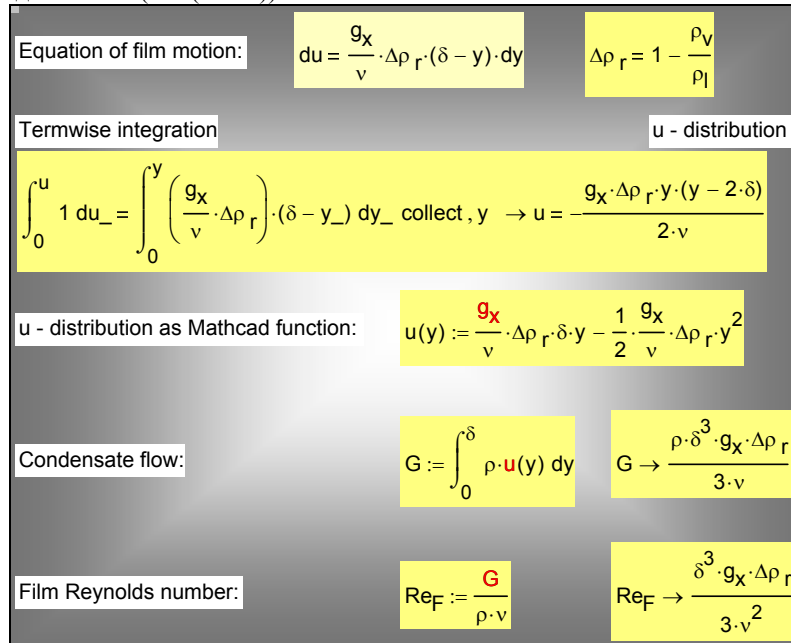 Equation of film motion: du = g_x/ν · Δρ_r · (δ − y) · dy Δρ_r = 1 − ρ_v/ρ_l
Termwise integration u - distribution
∫_0^u 1 du_ = ∫_0^y (g_x/ν · Δρ_r) · (δ − y_) dy_ collect , y → u = − g_x · Δρ_r · y · (y − 2 · δ)/2 · ν
u - distribution as Mathcad function: u(y) := g_x/ν · Δρ_r · δ · y − 1/2 · g_x/ν · Δρ_r · y^2
Condensate flow: G := ∫_0^δ ρ · u(y) dy G → ρ · δ^3 · g_x · Δρ_r/3 · ν
Film Reynolds number: Re_F := G/ρ · ν Re_F → δ^3 · g_x · Δρ_r/3 · ν^2